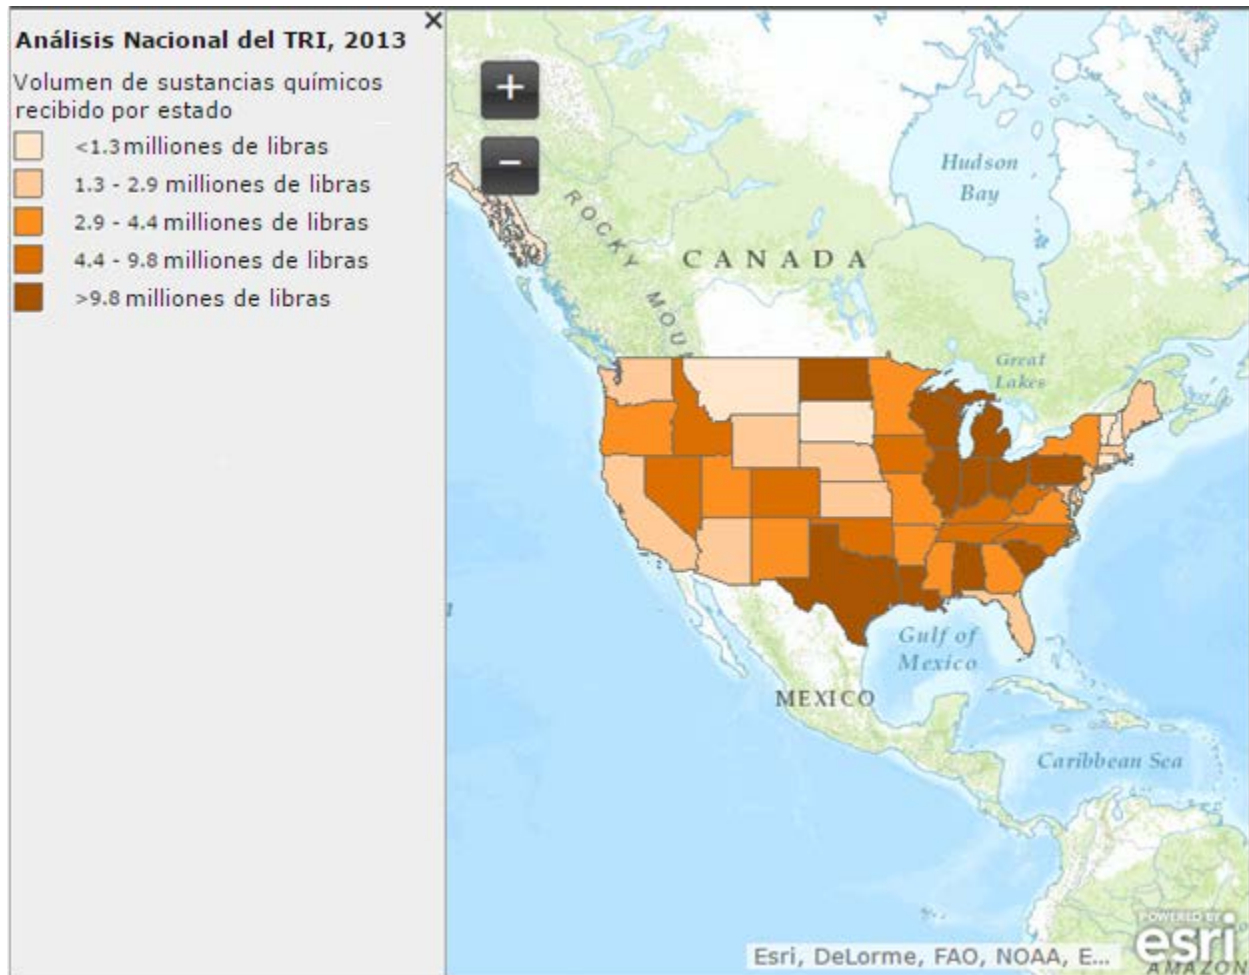 Análisis Nacional del TRI, 2013
Volumen de sustancias químicos
recibido por estado
<1.3 milliones de libras
1.3 - 2.9 milliones de libras
2.9 - 4.4 milliones de libras
4.4 - 9.8 milliones de libras
>9.8 milliones de libras
Hudson
Bay
ROCKY MOU
CANADA
Great
Lakes
Gulf of
Mexico
MEXICO
Caribbean Sea
Esri, DeLorme, FAO, NOAA, E...
POWERED BY
esri
AMAZON